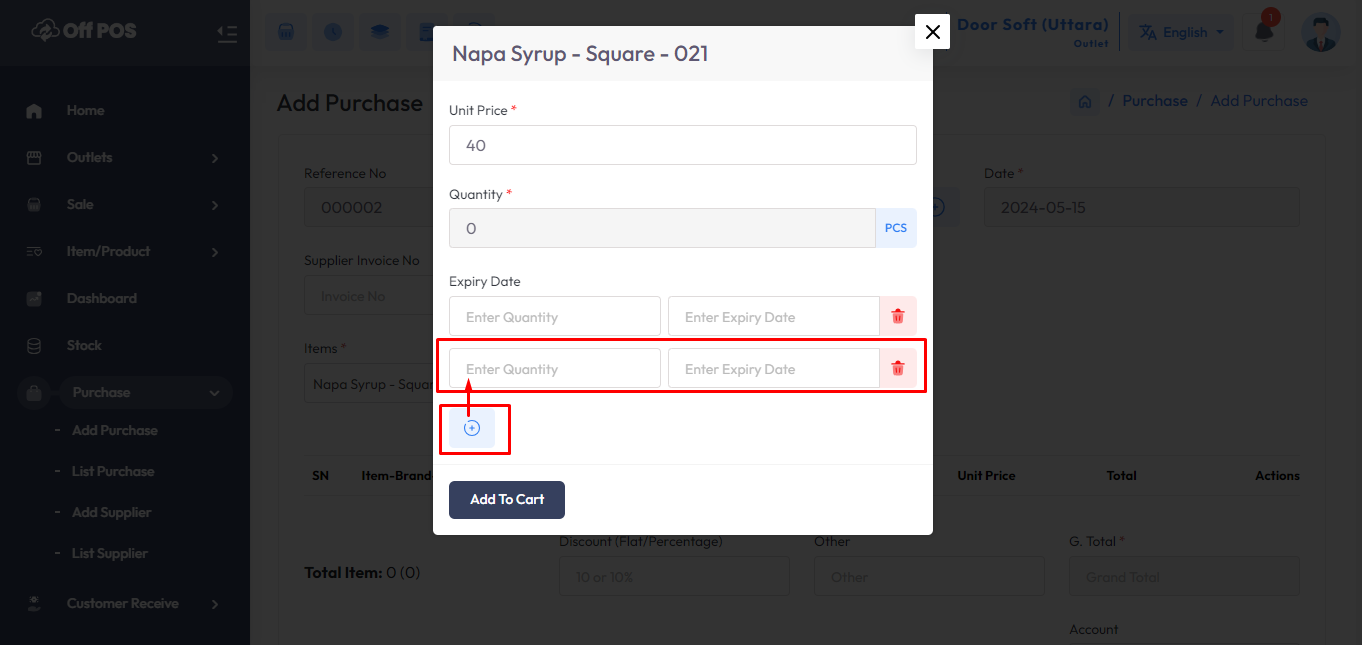 Off POS
Door Soft (Uttara)
Outlet
English
1
Home
Outlets
Sale
Item/Product
Dashboard
Stock
Purchase
- Add Purchase
- List Purchase
- Add Supplier
- List Supplier
Customer Receive
Add Purchase
/ Purchase / Add Purchase
Reference No
000002
Date *
2024-05-15
Supplier Invoice No
Invoice No
Items *
Napa Syrup - Squar
Napa Syrup - Square - 021
Unit Price *
40
Quantity *
0
PCS
Expiry Date
Enter Quantity
Enter Expiry Date
Enter Quantity
Enter Expiry Date
Add To Cart
SN
Item-Brand
Unit Price
Total
Actions
Total Item: 0 (0)
Discount (Flat/Percentage)
10 or 10%
Other
Other
G. Total *
Grand Total
Account